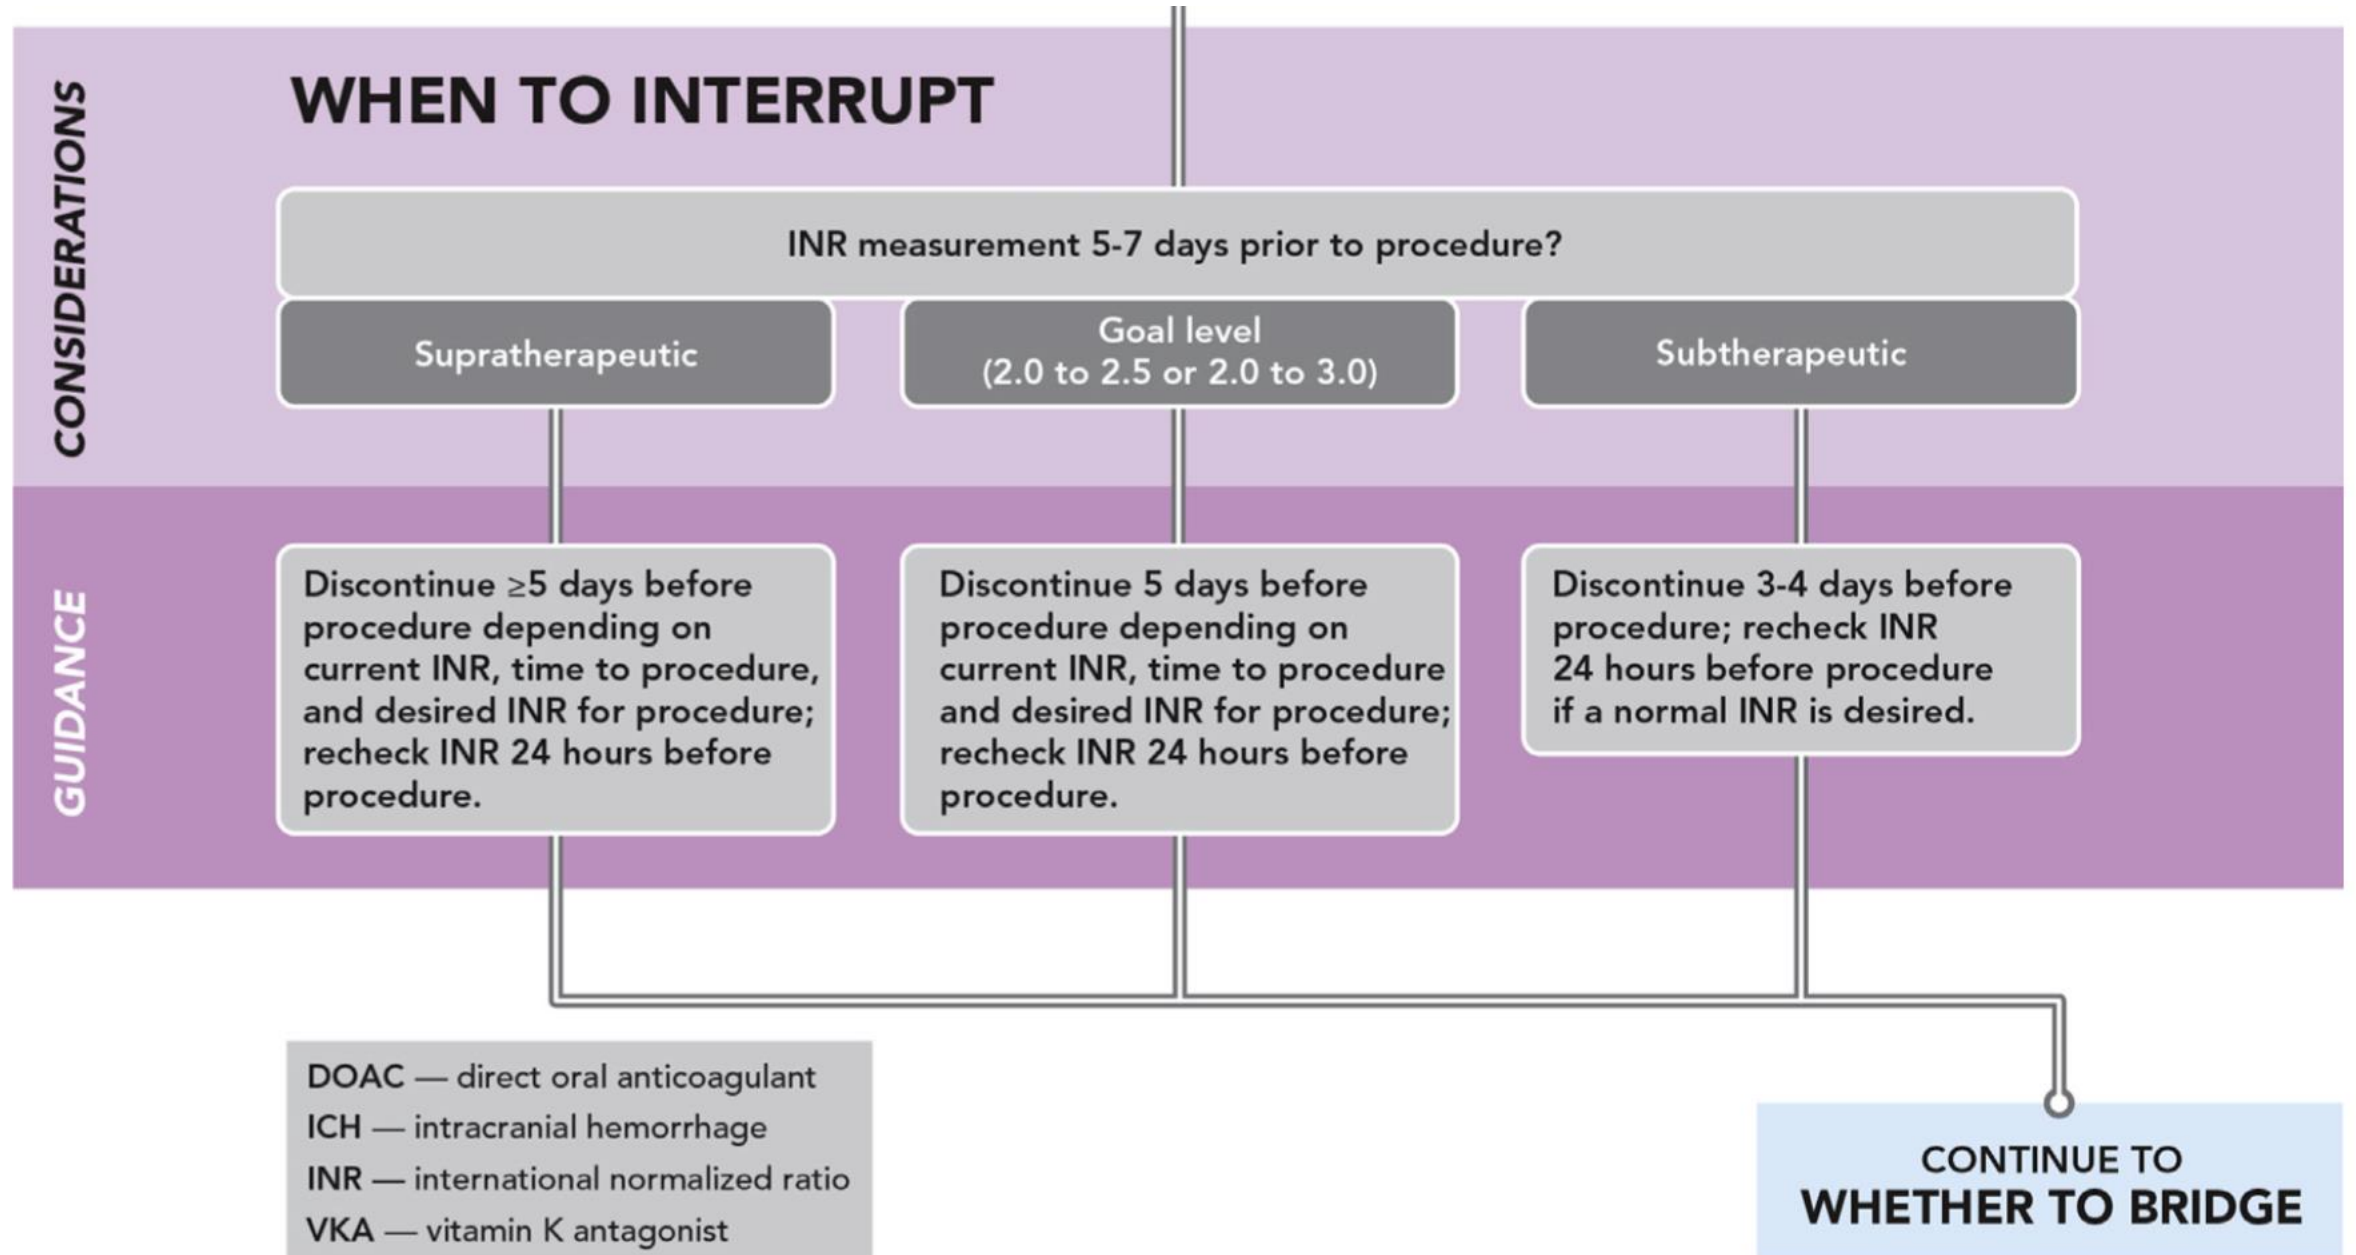 CONSIDERATIONS
WHEN TO INTERRUPT
INR measurement 5-7 days prior to procedure?
Supratherapeutic
Goal level
(2.0 to 2.5 or 2.0 to 3.0)
Subtherapeutic
GUIDANCE
Discontinue ≥5 days before
procedure depending on
current INR, time to procedure,
and desired INR for procedure;
recheck INR 24 hours before
procedure.
Discontinue 5 days before
procedure depending on
current INR, time to procedure
and desired INR for procedure;
recheck INR 24 hours before
procedure.
Discontinue 3-4 days before
procedure; recheck INR
24 hours before procedure
if a normal INR is desired.
DOAC — direct oral anticoagulant
ICH — intracranial hemorrhage
INR — international normalized ratio
VKA — vitamin K antagonist
CONTINUE TO
WHETHER TO BRIDGE